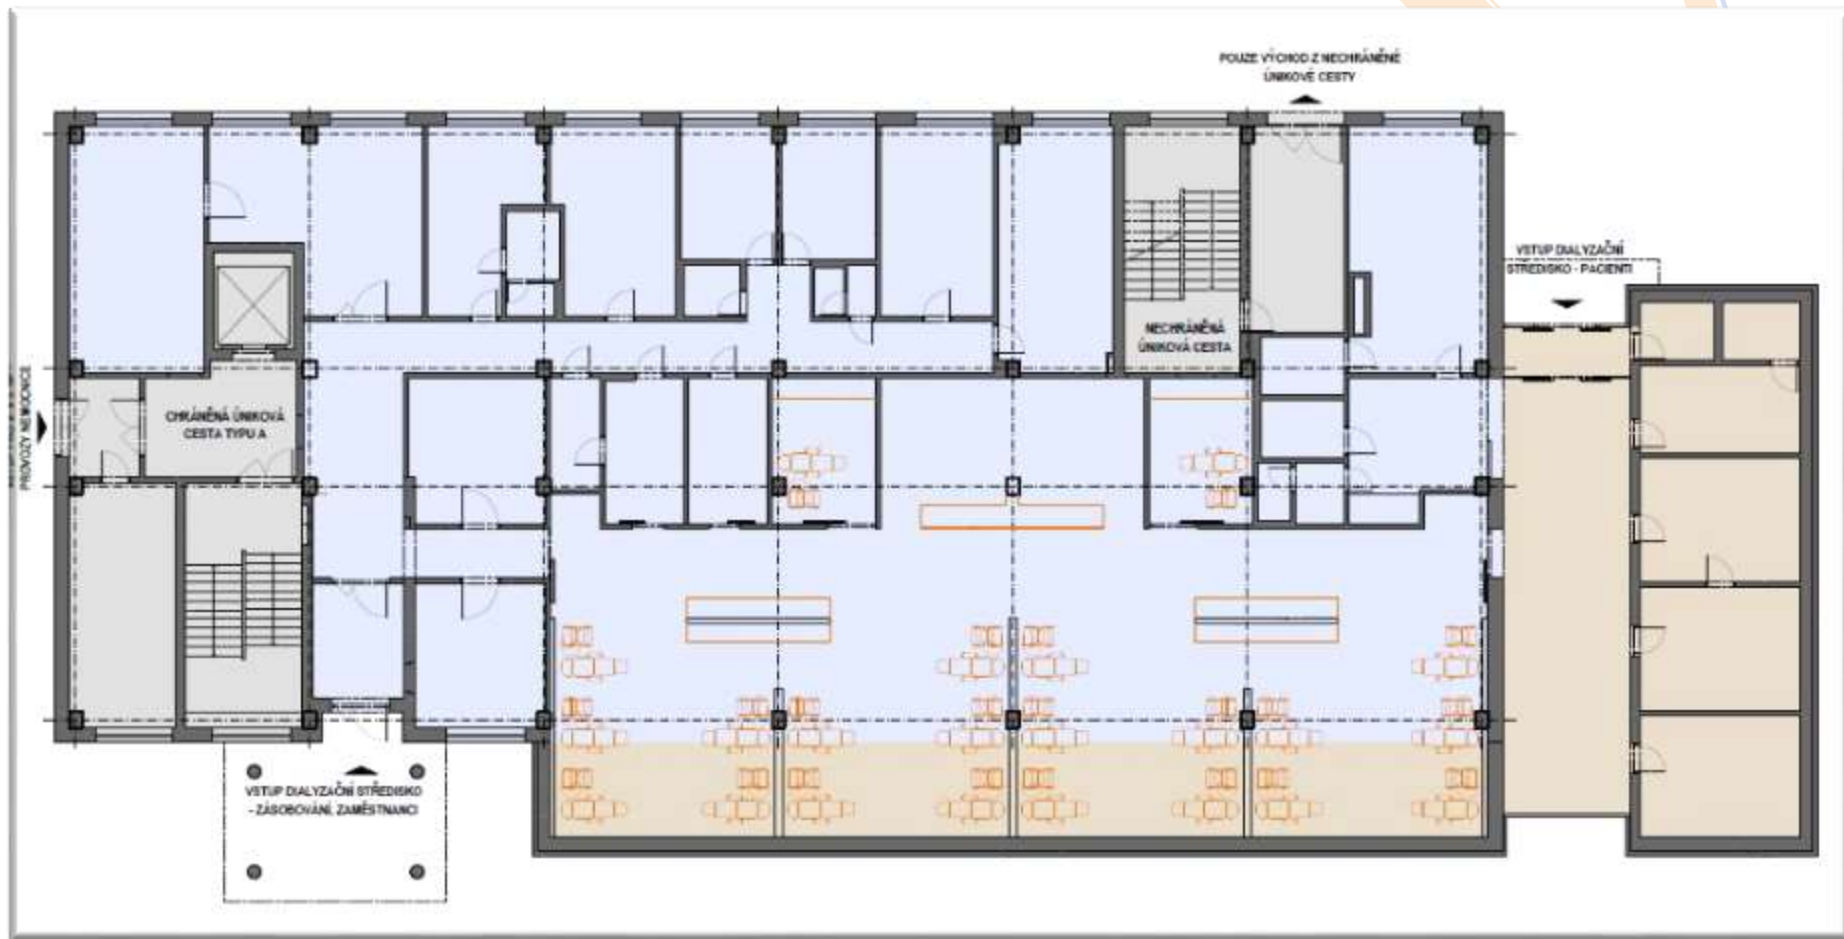 POUZE VÝCHOD Z NECHRÁNĚNÉ
ÚNIKOVÉ CESTY
VSTUP DIALYZAČNÍ
STŘEDISKO - PACIENTI
NECHRÁNĚNÁ
ÚNIKOVÁ CESTA
CHRÁNĚNÁ ÚNIKOVÁ
CESTA TYPU A
PROVOZY NEMOCNICE
VSTUP DIALYZAČNÍ STŘEDISKO
- ZÁSOBOVÁNÍ, ZAMĚSTNANCI